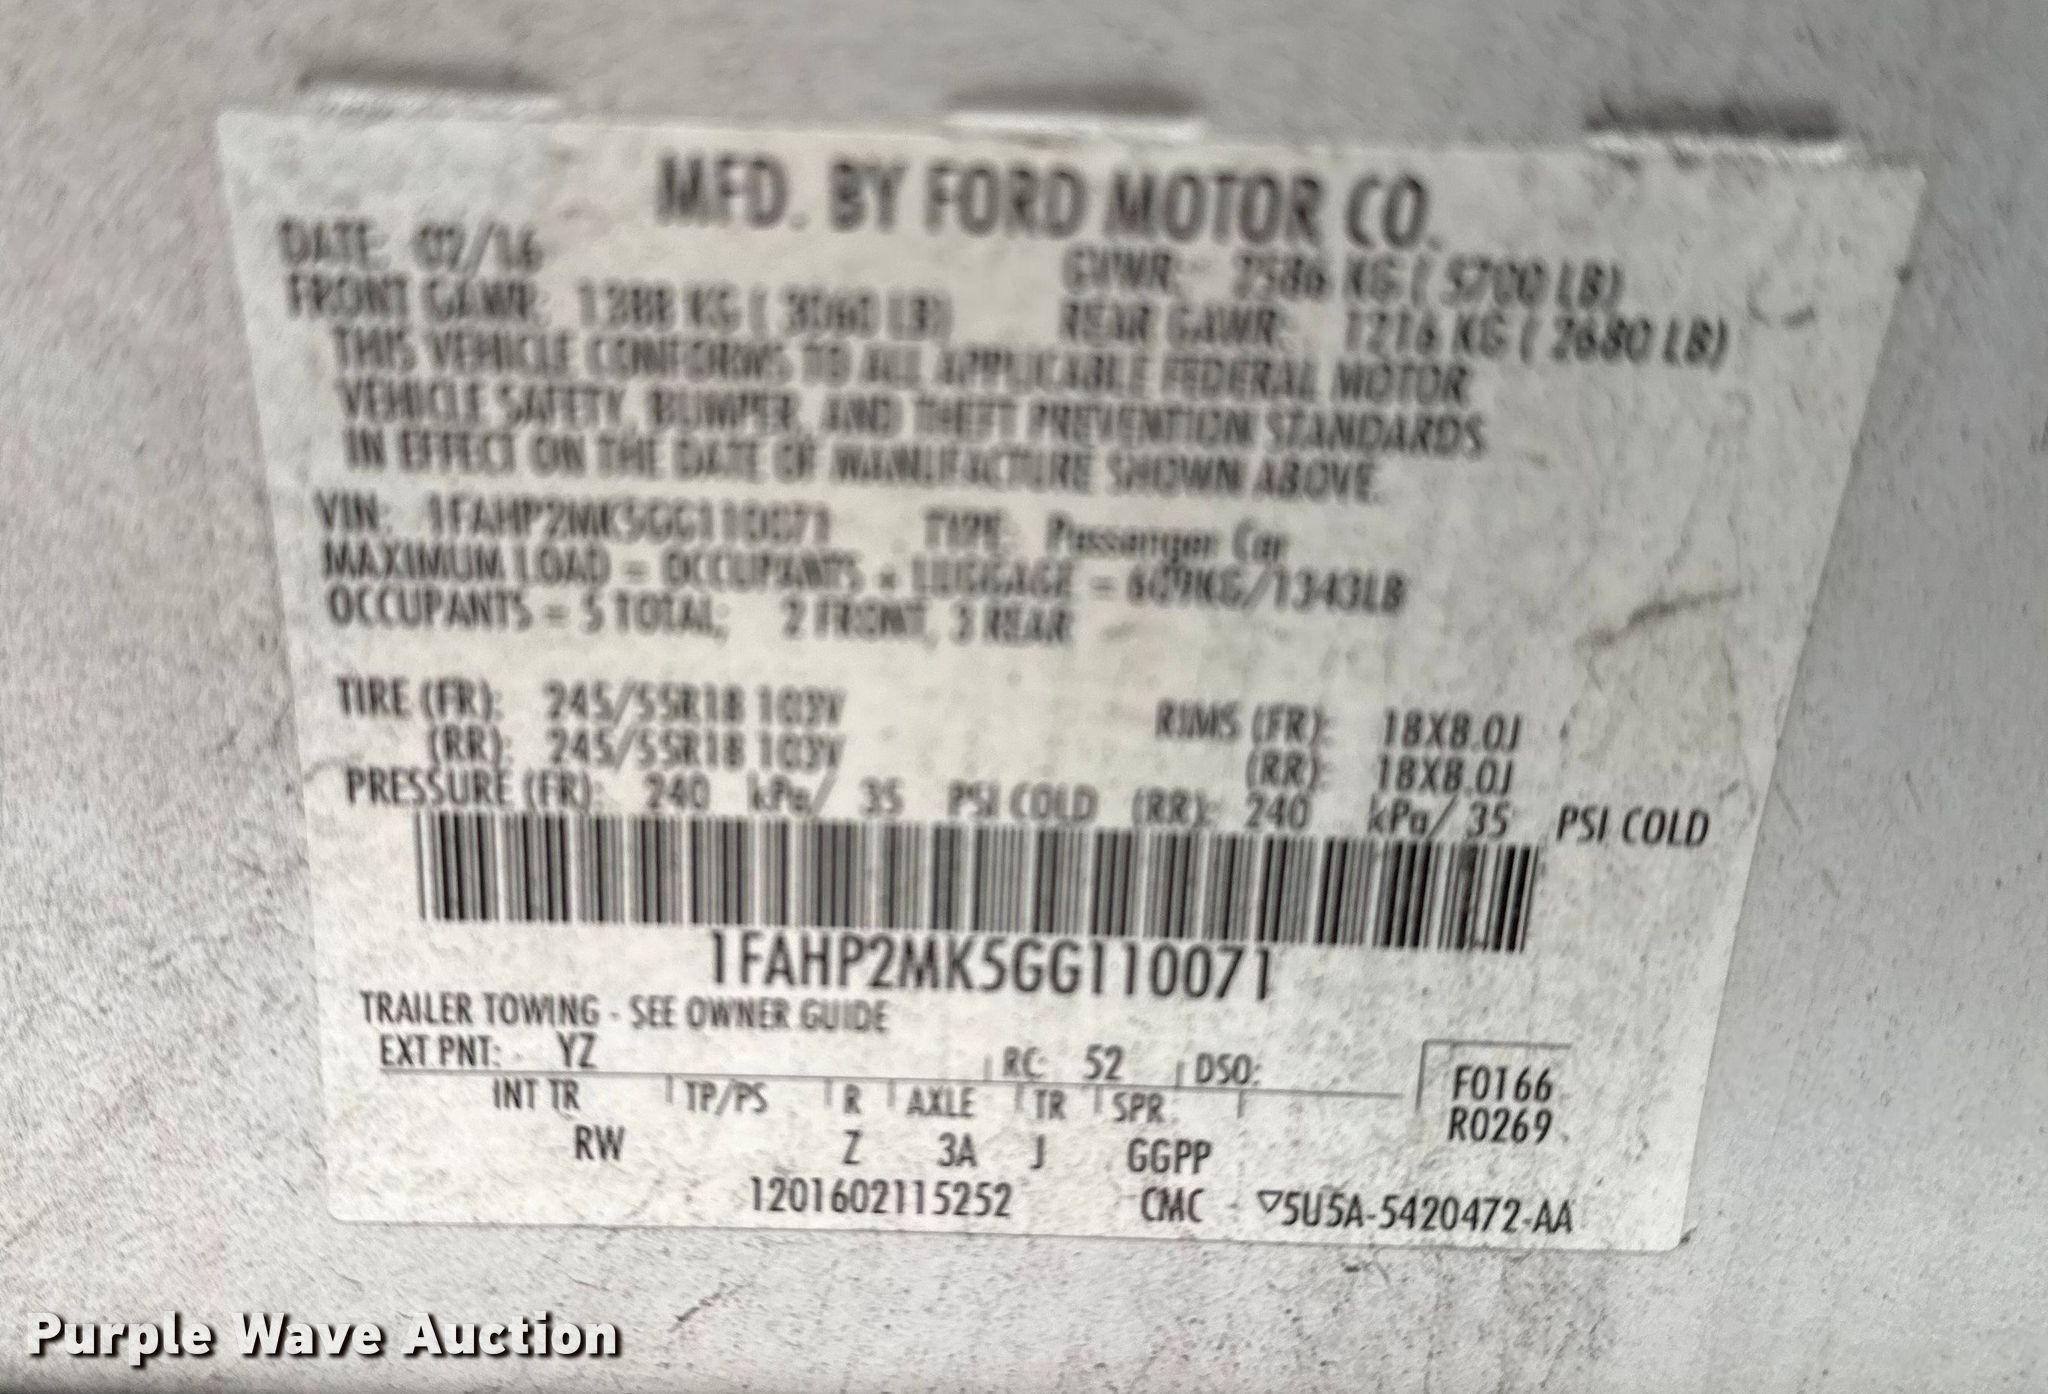 MFD. BY FORD MOTOR CO.
DATE: 02/16 GVWR: 2586 KG ( 5700 LB)
FRONT GAWR: 1388 KG ( 3060 LB) REAR GAWR: 1216 KG ( 2680 LB)
THIS VEHICLE CONFORMS TO ALL APPLICABLE FEDERAL MOTOR
VEHICLE SAFETY, BUMPER, AND THEFT PREVENTION STANDARDS
IN EFFECT ON THE DATE OF MANUFACTURE SHOWN ABOVE.
VIN: 1FAHP2MK5GG110071 TYPE: Passenger Car
MAXIMUM LOAD = OCCUPANTS + LUGGAGE = 609KG/1343LB
OCCUPANTS = 5 TOTAL; 2 FRONT, 3 REAR
TIRE (FR): 245/55R18 103V RIMS (FR): 18X8.0J
(RR): 245/55R18 103V (RR): 18X8.0J
PRESSURE (FR): 240 kPa/ 35 PSI COLD (RR): 240 kPa/ 35 PSI COLD
1FAHP2MK5GG110071
TRAILER TOWING - SEE OWNER GUIDE
EXT PNT: YZ RC: 52 DSO: F0166
INT TR TP/PS R AXLE TR SPR R0269
RW Z 3A J GGPP
1201602115252 CMC ▽5U5A-5420472-AA
Purple Wave Auction